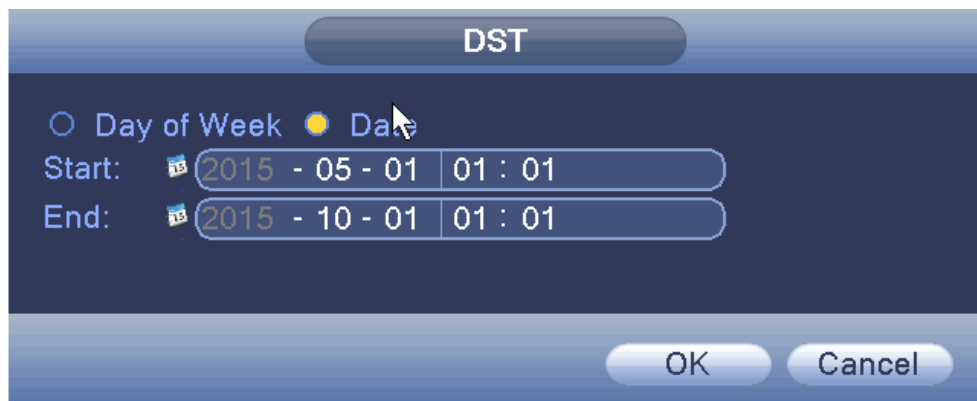 DST
Day of Week Date
Start: 2015 - 05 - 01 01 : 01
End: 2015 - 10 - 01 01 : 01
OK Cancel